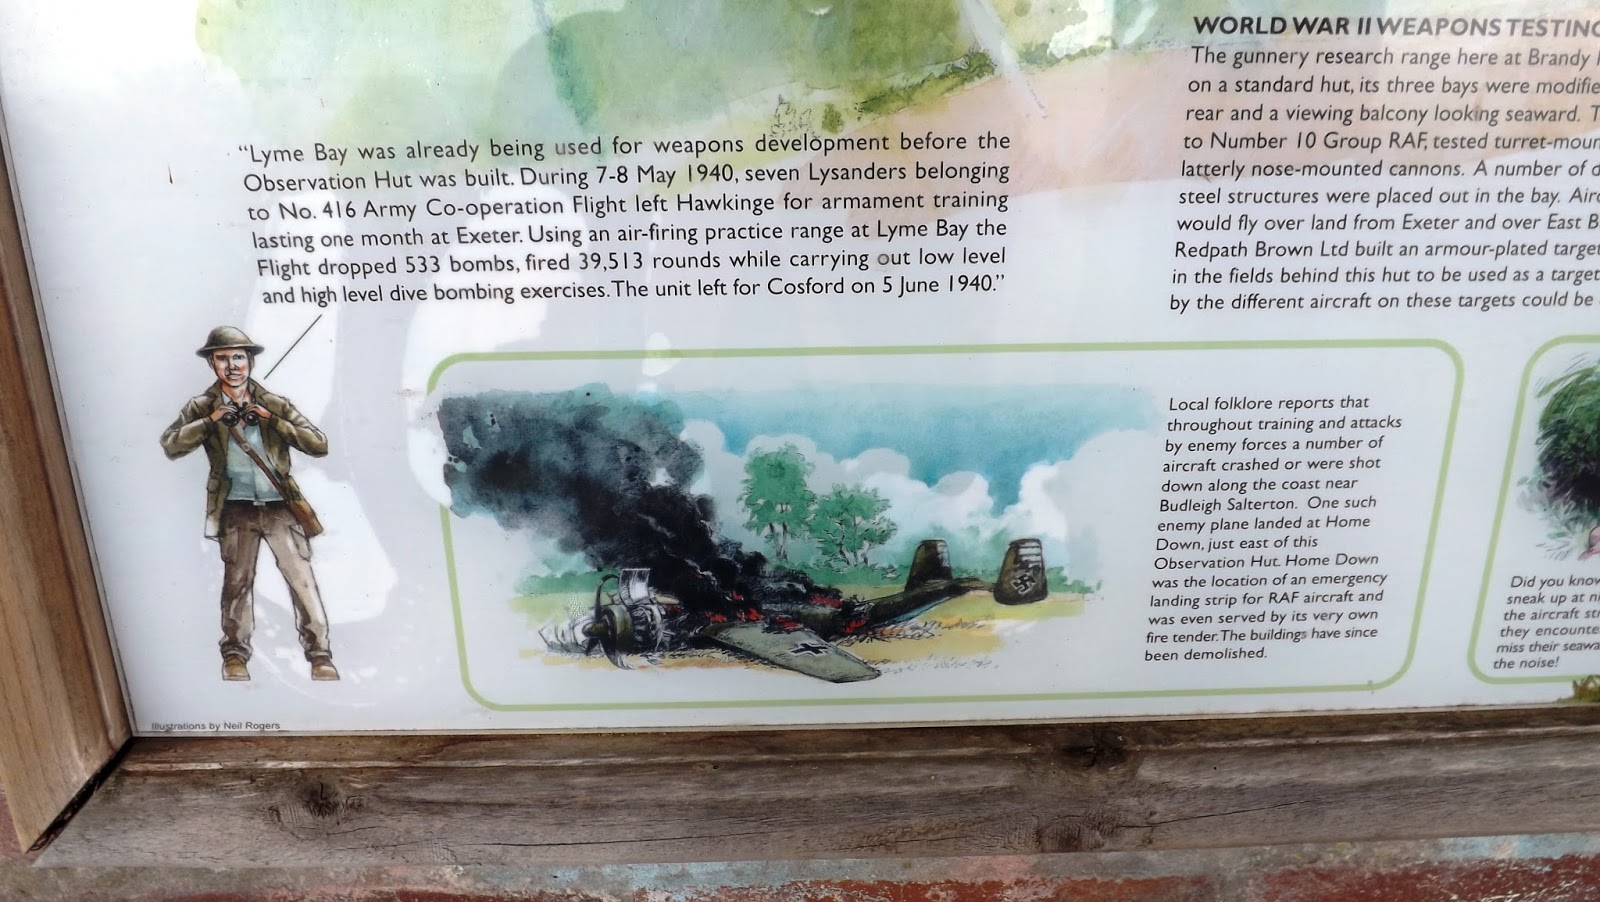 “Lyme Bay was already being used for weapons development before the
Observation Hut was built. During 7-8 May 1940, seven Lysanders belonging
to No. 416 Army Co-operation Flight left Hawkinge for armament training
lasting one month at Exeter. Using an air-firing practice range at Lyme Bay the
Flight dropped 533 bombs, fired 39,513 rounds while carrying out low level
and high level dive bombing exercises. The unit left for Cosford on 5 June 1940.”
WORLD WAR II WEAPONS TESTING
The gunnery research range here at Brandy
on a standard hut, its three bays were
rear and a viewing balcony looking seaward.
to Number 10 Group RAF, tested
latterly nose-mounted cannons. A number of
steel structures were placed out in the bay.
would fly over land from Exeter and over East
Redpath Brown Ltd built an armour-plated target
in the fields behind this hut to be used as a target
by the different aircraft on these targets could be
Local folklore reports that
throughout training and attacks
by enemy forces a number of
aircraft crashed or were shot
down along the coast near
Budleigh Salterton. One such
enemy plane landed at Home
Down, just east of this
Observation Hut. Home Down
was the location of an emergency
landing strip for RAF aircraft and
was even served by its very own
fire tender. The buildings have since
been demolished.
Did you
sneak up at
the aircraft
they
miss their
the noise!
Illustrations by Neil Rogers